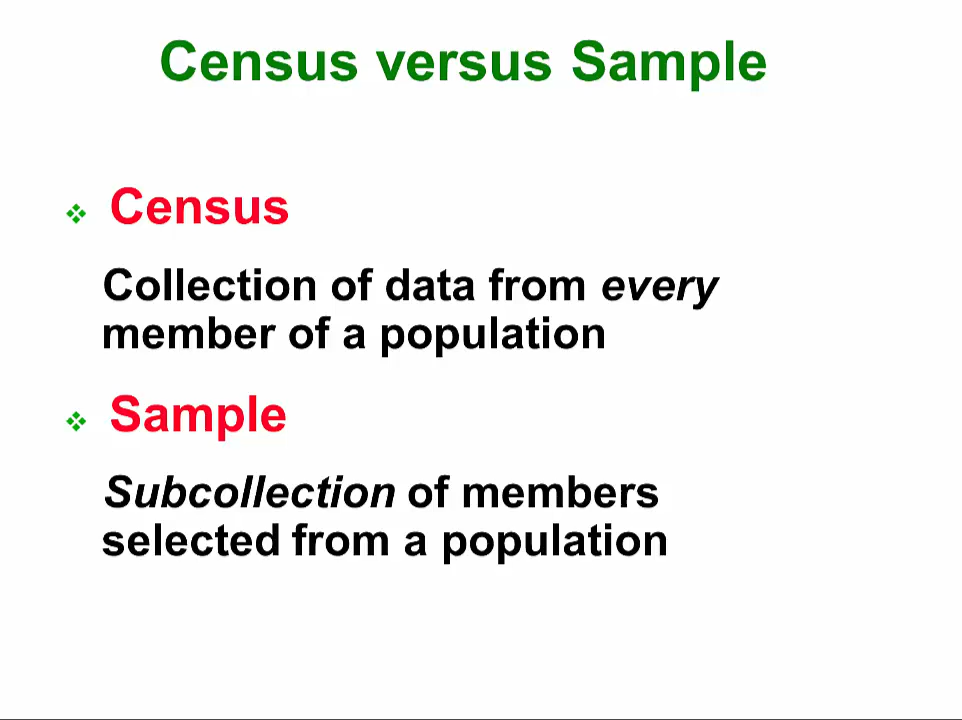 Census versus Sample
Census
Collection of data from every
member of a population
Sample
Subcollection of members
selected from a population